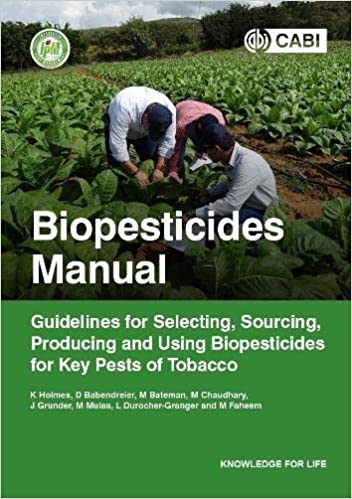 CABI
Biopesticides
Manual
Guidelines for Selecting, Sourcing,
Producing and Using Biopesticides
for Key Pests of Tobacco
K Holmes, D Babendreier, M Bateman, M Chaudhary,
J Grunder, M Mulaa, L Durocher-Granger and M Faheem
KNOWLEDGE FOR LIFE